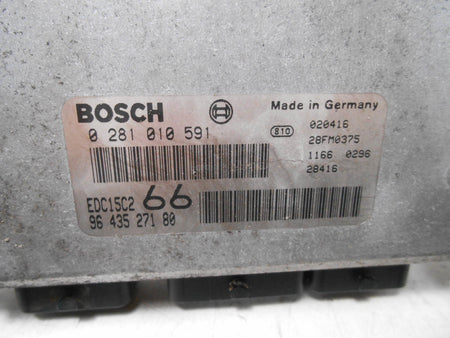 BOSCH
Made in Germany
0 281 010 591
810
020416
28FM0375
1166 0296
28416
EDC15C2 66
96 435 271 80